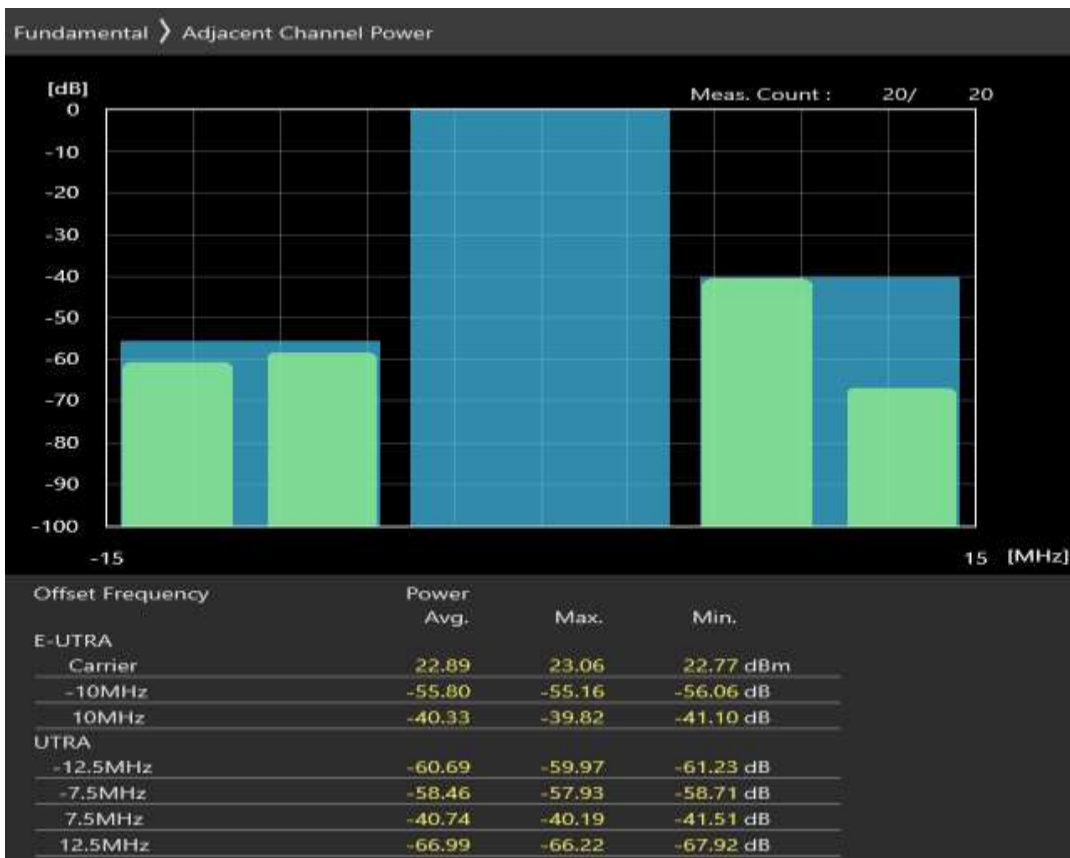 Fundamental ❯ Adjacent Channel Power
[dB]
Meas. Count : 20/ 20
0
-10
-20
-30
-40
-50
-60
-70
-80
-90
-100
-15 15 [MHz]
Offset Frequency Power
Avg. Max. Min.
E-UTRA
Carrier 22.89 23.06 22.77 dBm
-10MHz -55.80 -55.16 -56.06 dB
10MHz -40.33 -39.82 -41.10 dB
UTRA
-12.5MHz -60.69 -59.97 -61.23 dB
-7.5MHz -58.46 -57.93 -58.71 dB
7.5MHz -40.74 -40.19 -41.51 dB
12.5MHz -66.99 -66.22 -67.92 dB